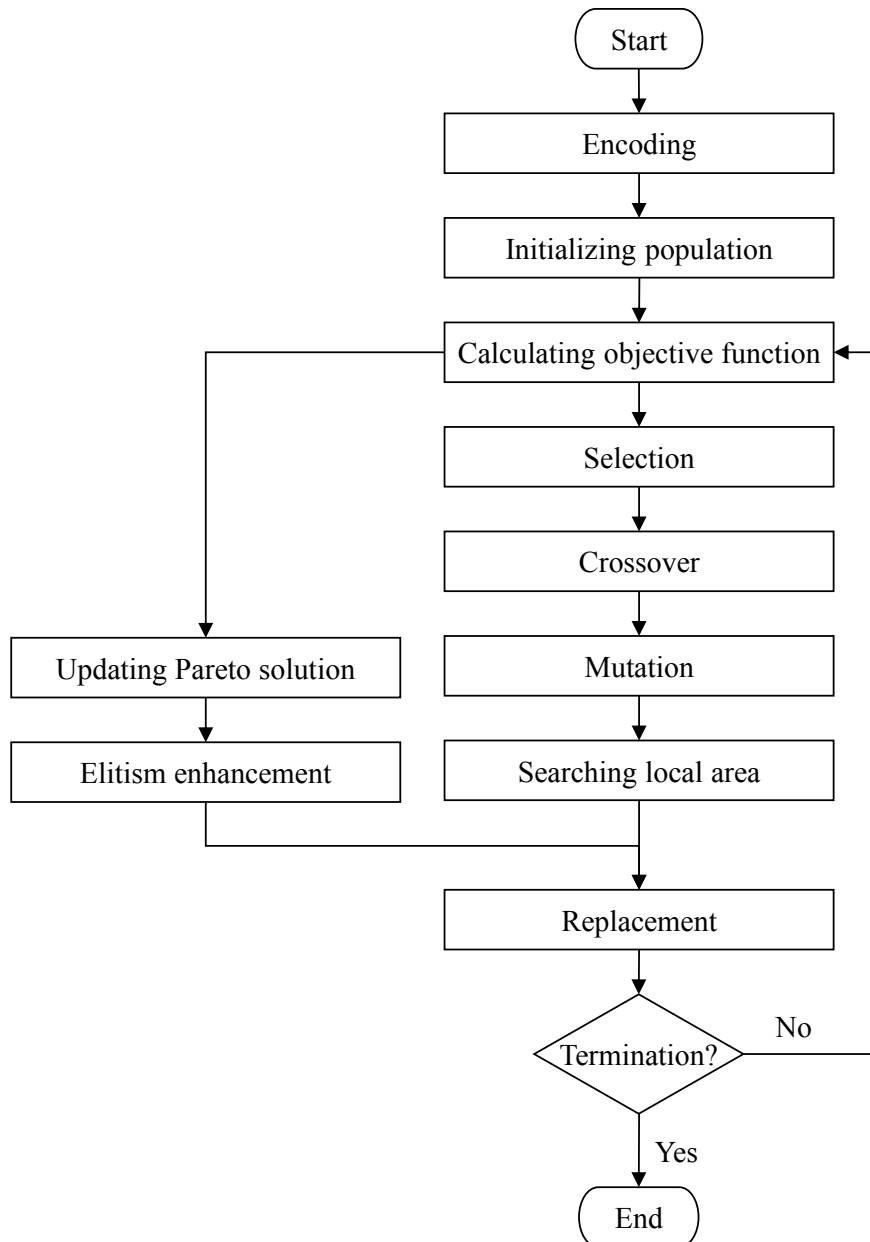 Start
Encoding
Initializing population
Calculating objective function
Selection
Crossover
Updating Pareto solution
Mutation
Elitism enhancement
Searching local area
Replacement
No
Termination?
Yes
End